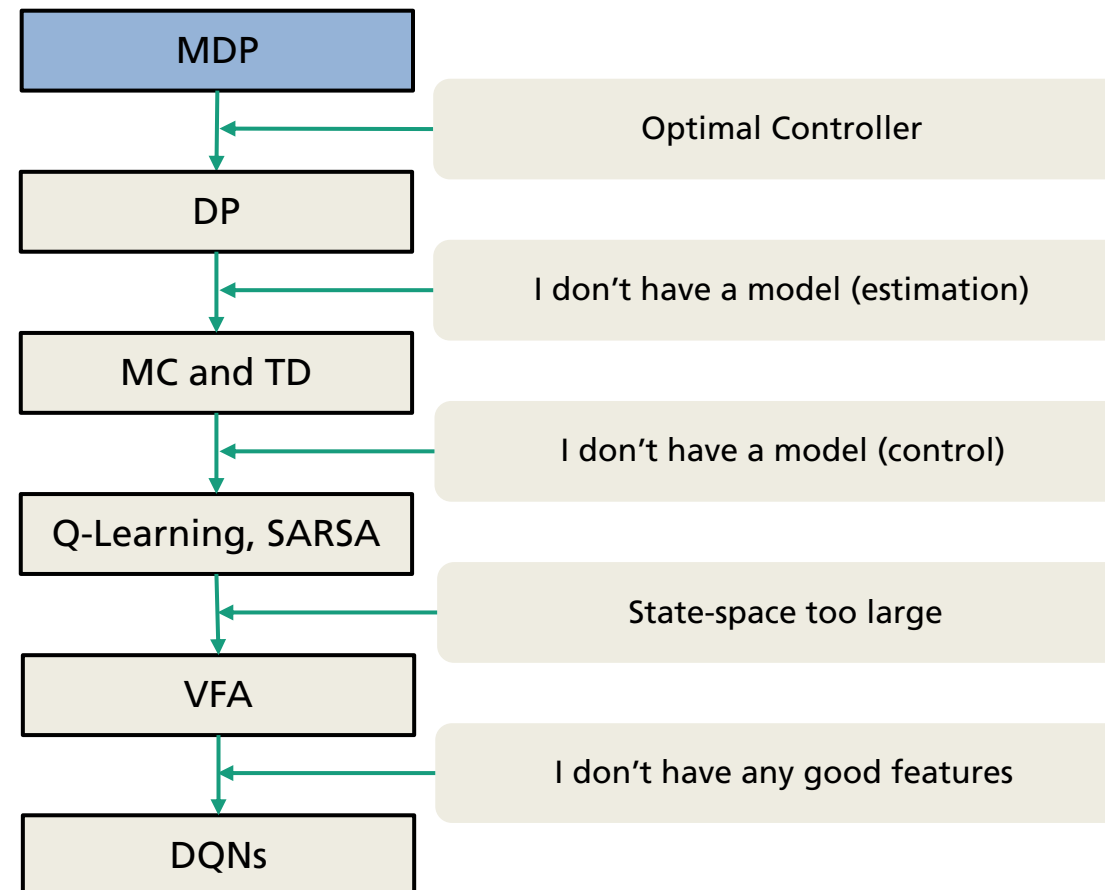 MDP
Optimal Controller
DP
I don’t have a model (estimation)
MC and TD
I don’t have a model (control)
Q-Learning, SARSA
State-space too large
VFA
I don’t have any good features
DQNs